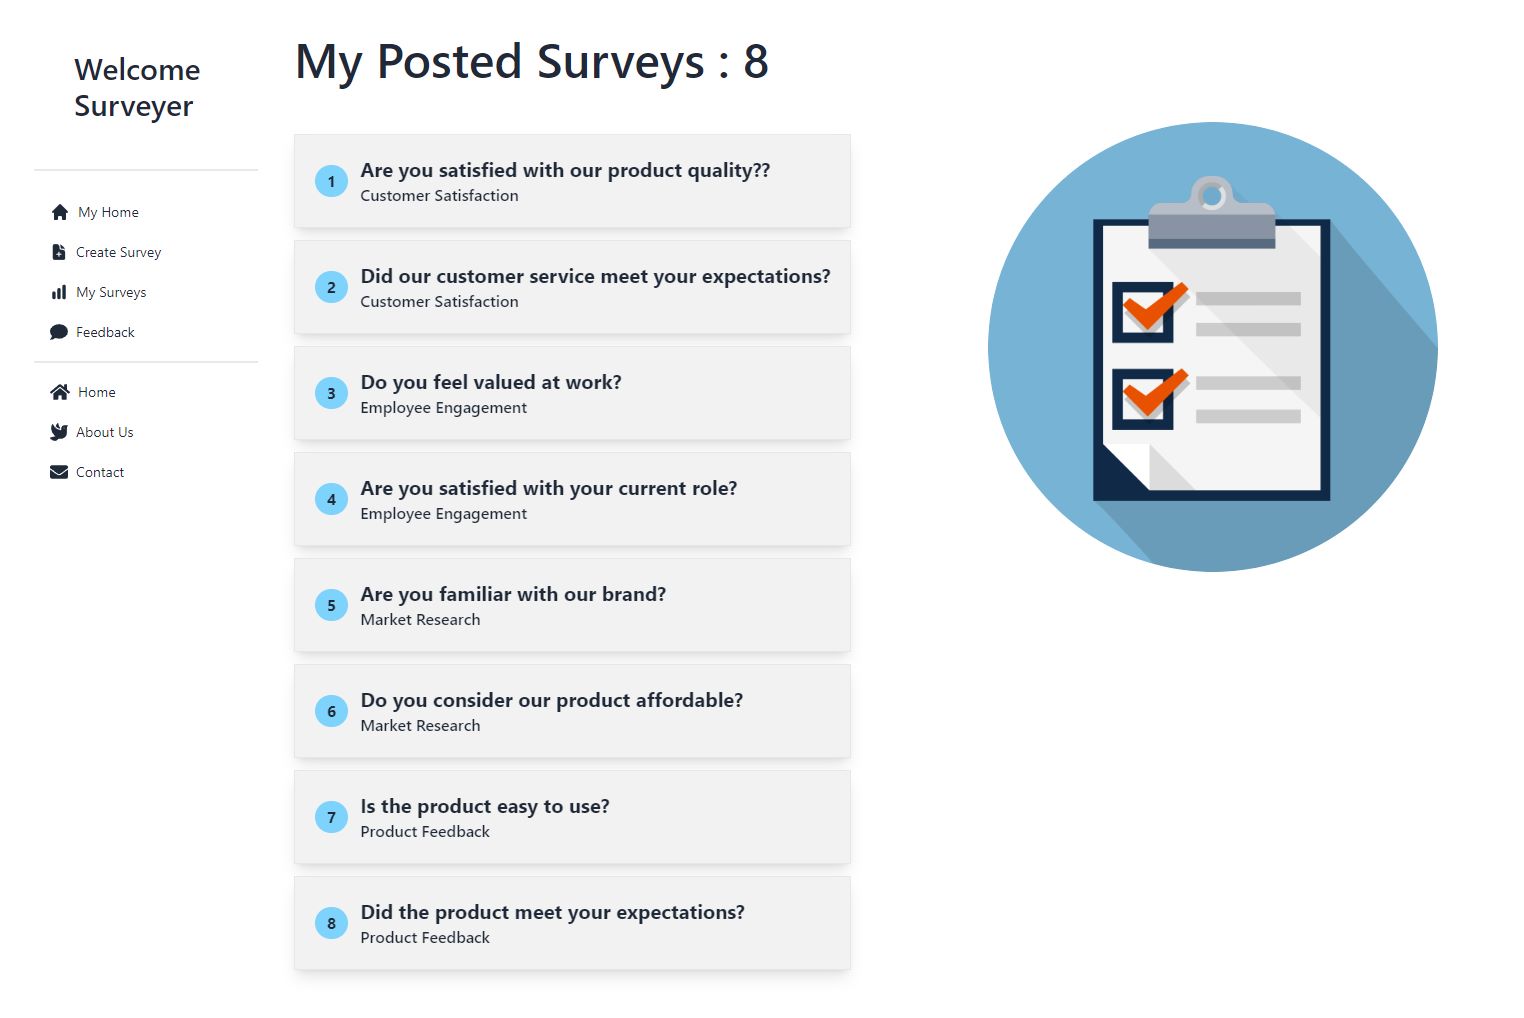 Welcome
Surveyer
My Home
Create Survey
My Surveys
Feedback
Home
About Us
Contact
My Posted Surveys : 8
1
Are you satisfied with our product quality??
Customer Satisfaction
2
Did our customer service meet your expectations?
Customer Satisfaction
3
Do you feel valued at work?
Employee Engagement
4
Are you satisfied with your current role?
Employee Engagement
5
Are you familiar with our brand?
Market Research
6
Do you consider our product affordable?
Market Research
7
Is the product easy to use?
Product Feedback
8
Did the product meet your expectations?
Product Feedback